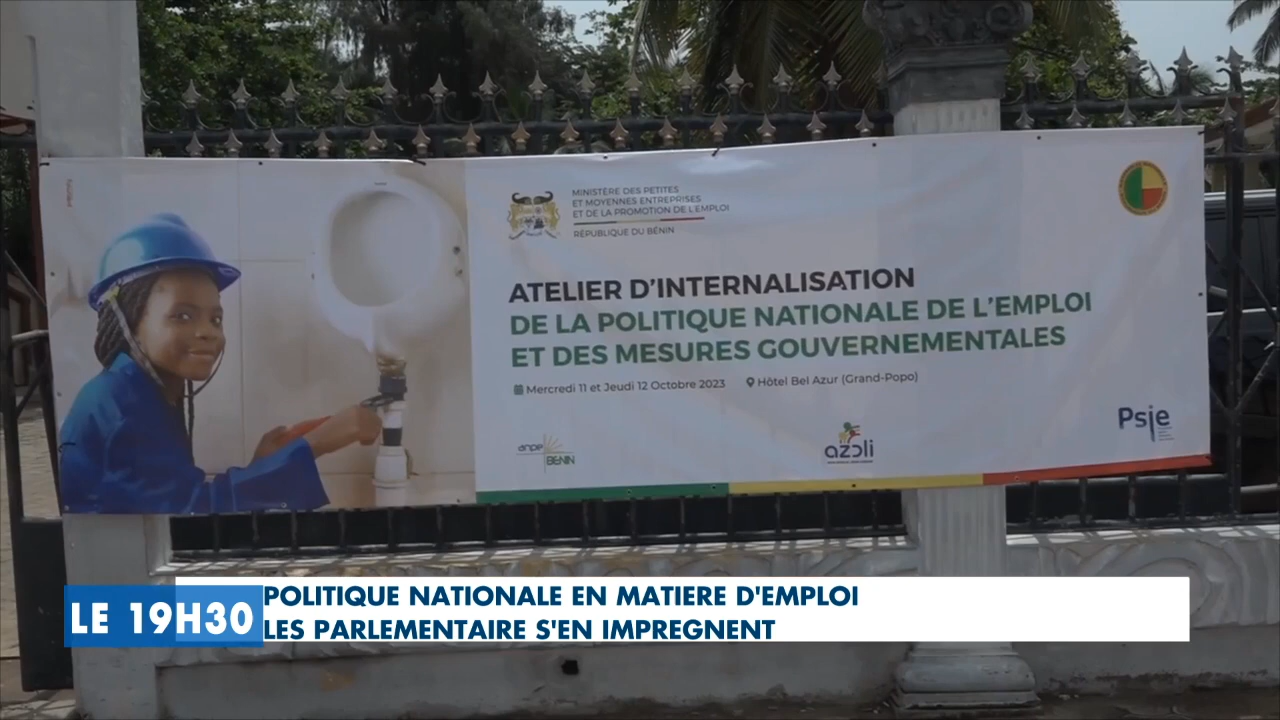 MINISTÈRE DES PETITES
ET MOYENNES ENTREPRISES
ET DE LA PROMOTION DE L'EMPLOI
RÉPUBLIQUE DU BÉNIN
ATELIER D'INTERNALISATION
DE LA POLITIQUE NATIONALE DE L'EMPLOI
ET DES MESURES GOUVERNEMENTALES
Mercredi 11 et Jeudi 12 Octobre 2023 Hôtel Bel Azur (Grand-Popo)
anpe BENIN
azoli
Psie
LE 19H30
POLITIQUE NATIONALE EN MATIERE D'EMPLOI
LES PARLEMENTAIRE S'EN IMPREGNENT